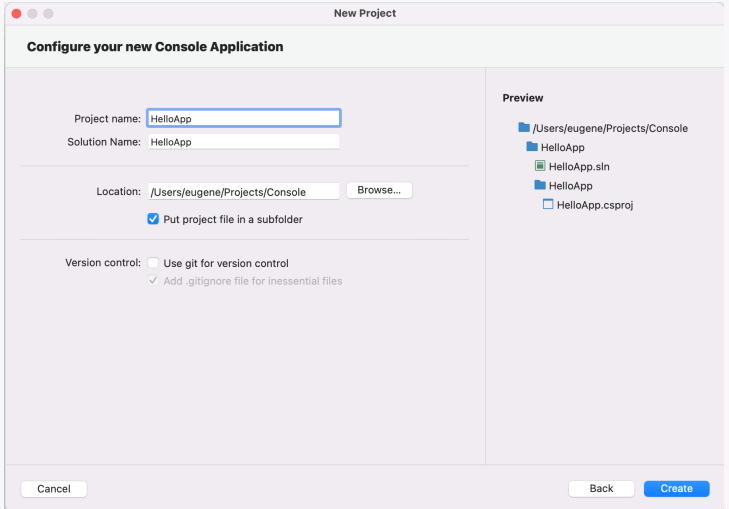 New Project
Configure your new Console Application
Project name: HelloApp
Solution Name: HelloApp
Location: /Users/eugene/Projects/Console Browse...
Put project file in a subfolder
Version control: Use git for version control
Add .gitignore file for inessential files
Preview
/Users/eugene/Projects/Console
HelloApp
HelloApp.sln
HelloApp
HelloApp.csproj
Cancel Back Create